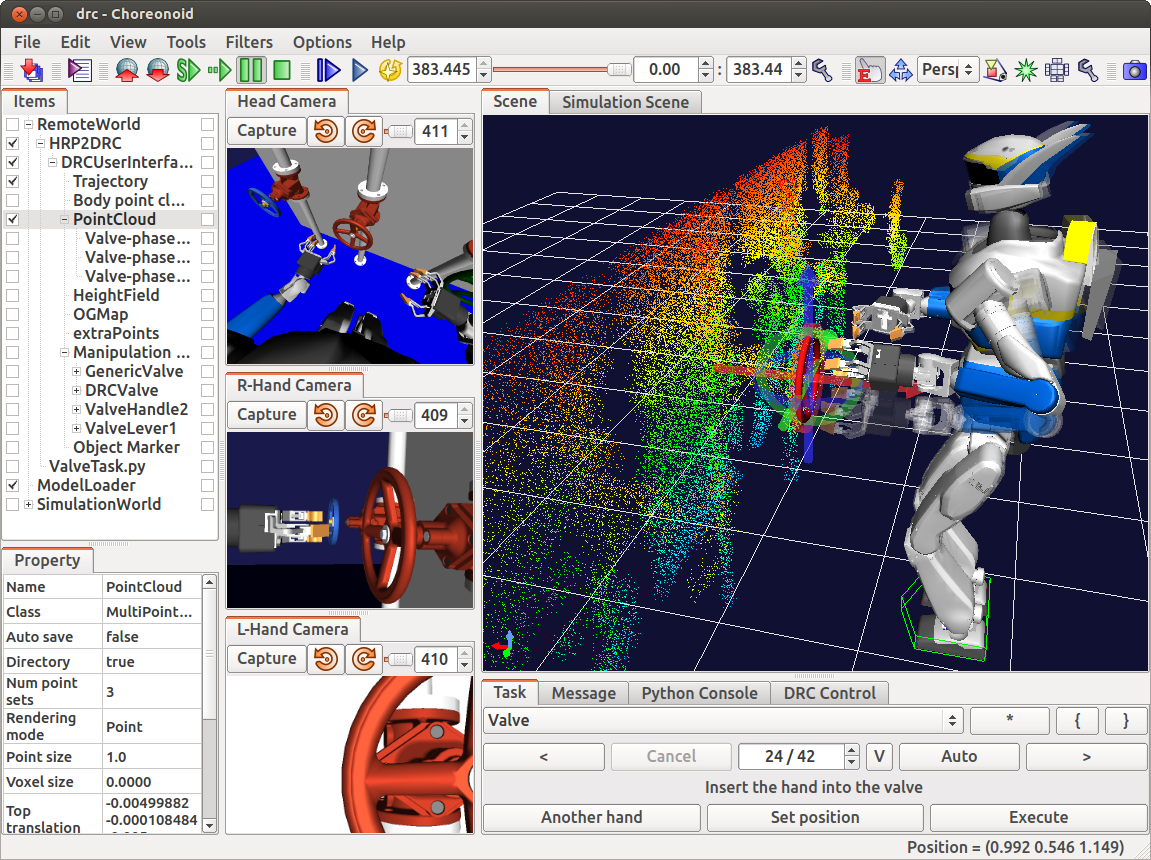 drc - Choreonoid
File Edit View Tools Filters Options Help
383.445 0.00 : 383.44 Persp
Items
RemoteWorld
HRP2DRC
DRCUserInterfa...
Trajectory
Body point cl...
PointCloud
Valve-phase...
Valve-phase...
Valve-phase...
HeightField
OGMap
extraPoints
Manipulation ...
GenericValve
DRCValve
ValveHandle2
ValveLever1
Object Marker
ValveTask.py
ModelLoader
SimulationWorld
Property
Name PointCloud
Class MultiPoint...
Auto save false
Directory true
Num point
sets 3
Rendering
mode Point
Point size 1.0
Voxel size 0.0000
Top
translation -0.00499882
-0.000108484
Head Camera
Capture 411
R-Hand Camera
Capture 409
L-Hand Camera
Capture 410
Scene Simulation Scene
Task Message Python Console DRC Control
Valve * { }
< Cancel 24 / 42 V Auto >
Insert the hand into the valve
Another hand Set position Execute
Position = (0.992 0.546 1.149)